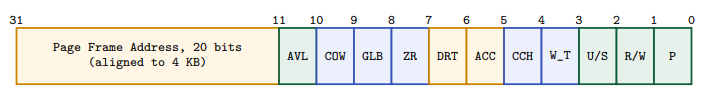 31 11 10 9 8 7 6 5 4 3 2 1 0
Page Frame Address, 20 bits
(aligned to 4 KB)
AVL COW GLB ZR DRT ACC CCH W_T U/S R/W P